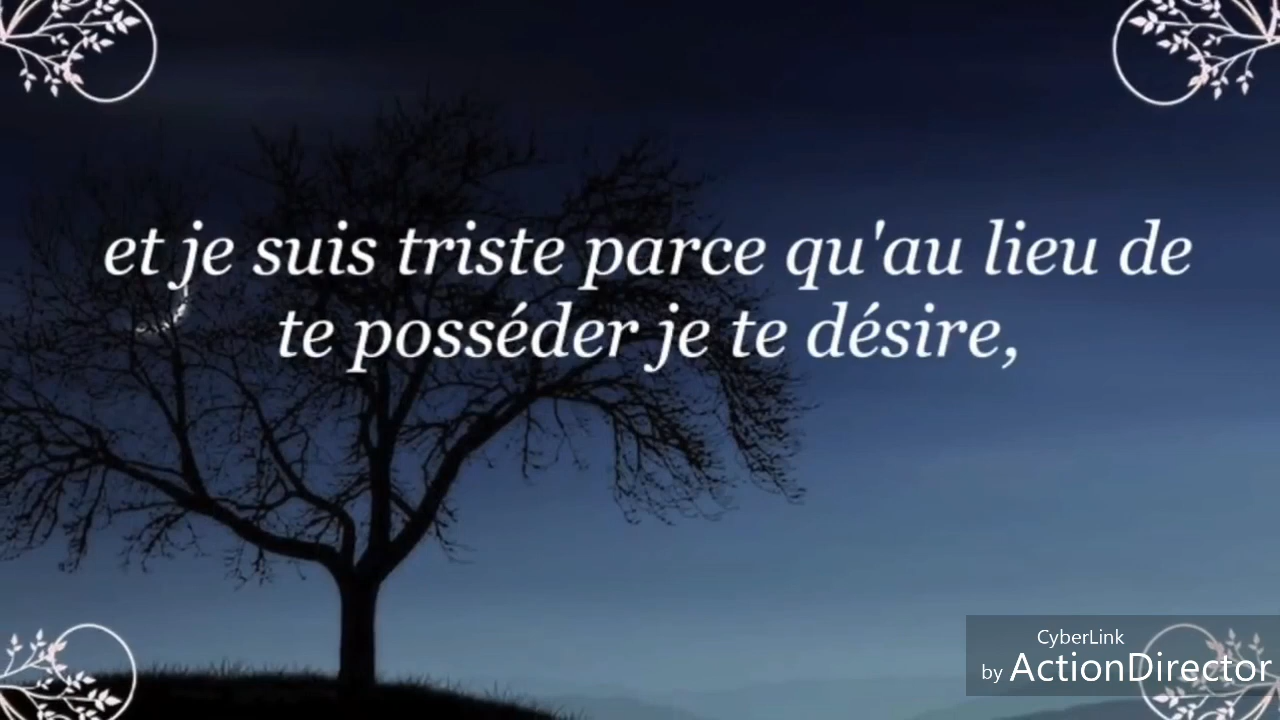 et je suis triste parce qu'au lieu de
te posséder je te désire,
CyberLink
by ActionDirector